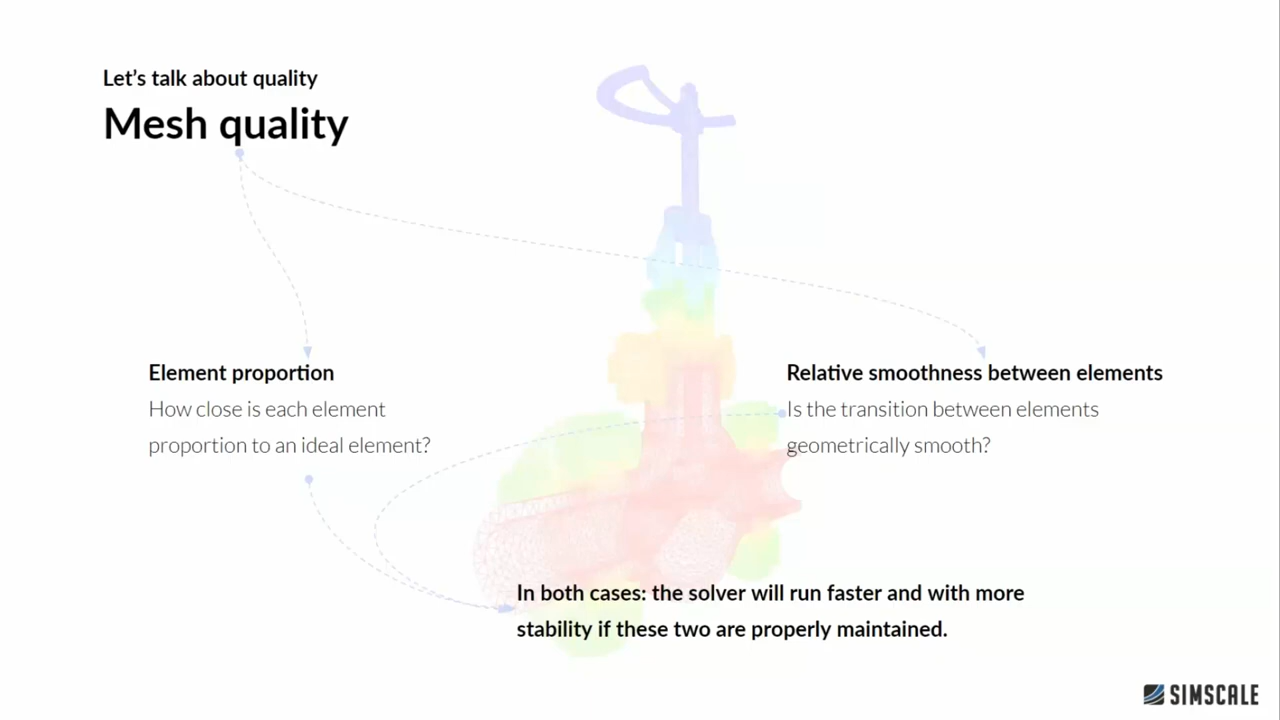 Let's talk about quality
Mesh quality
Element proportion
How close is each element
proportion to an ideal element?
Relative smoothness between elements
Is the transition between elements
geometrically smooth?
In both cases: the solver will run faster and with more
stability if these two are properly maintained.
SIMSCALE